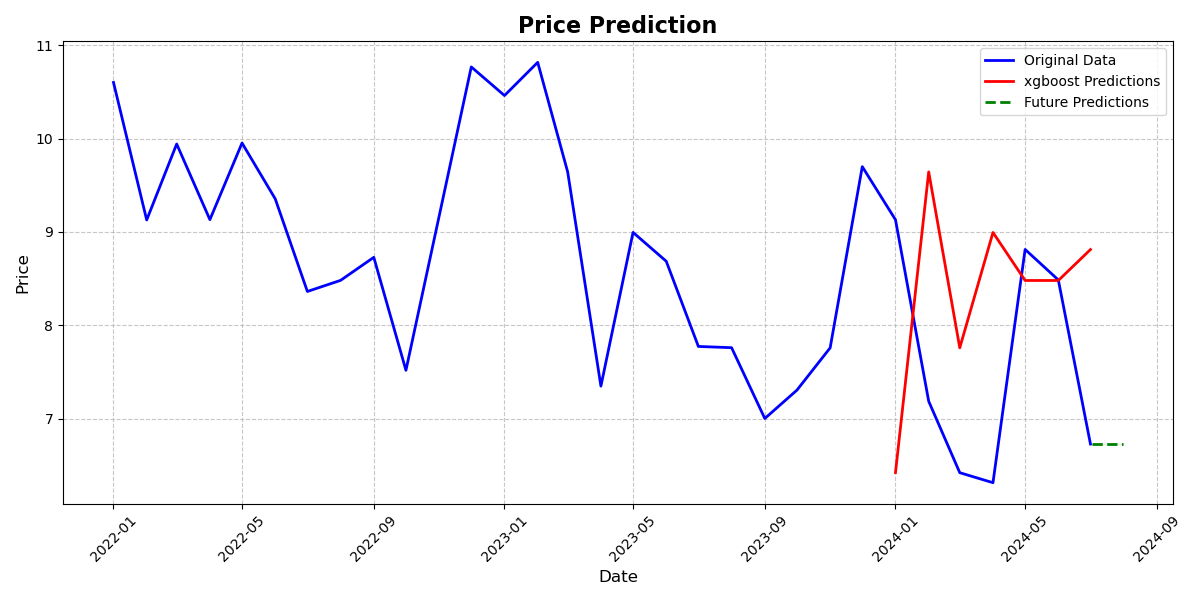 Price Prediction
Original Data
xgboost Predictions
Future Predictions
Price
11
10
9
8
7
2022-01
2022-05
2022-09
2023-01
2023-05
2023-09
2024-01
2024-05
2024-09
Date